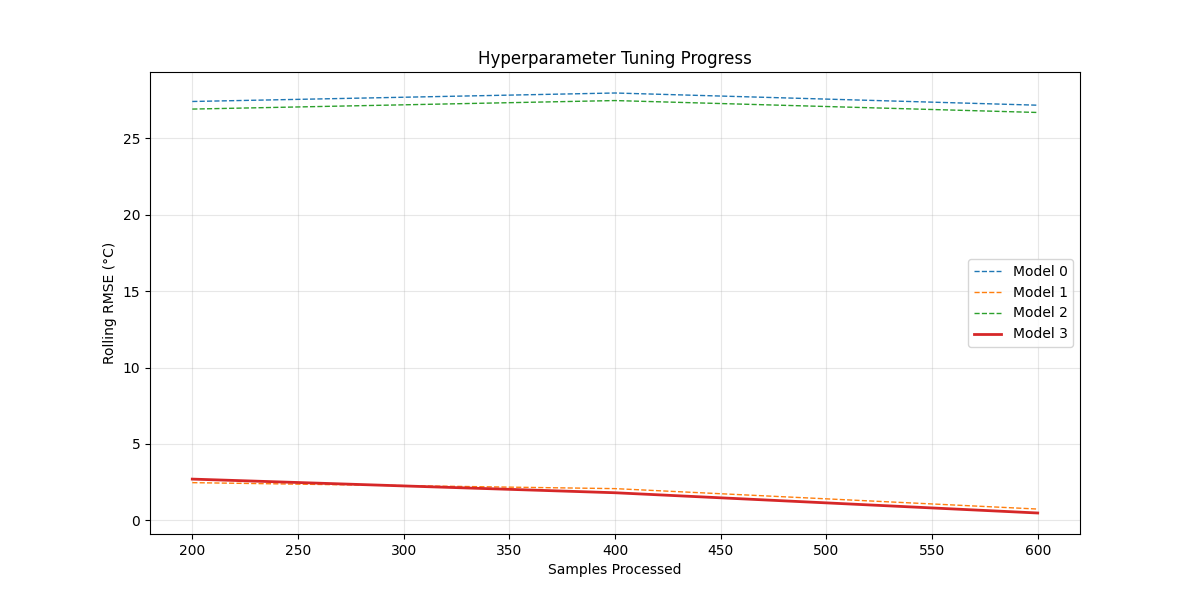 Hyperparameter Tuning Progress
Rolling RMSE (°C)
25
20
15
10
5
0
Model 0
Model 1
Model 2
Model 3
200 250 300 350 400 450 500 550 600
Samples Processed